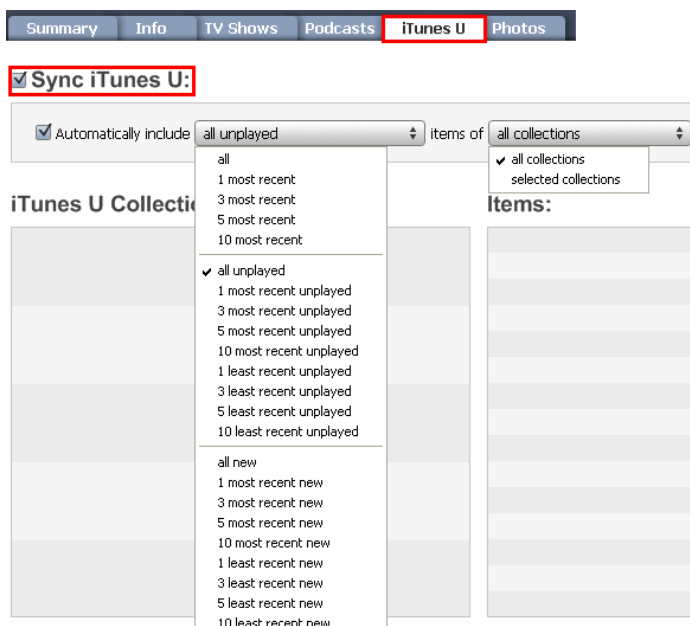 Summary Info TV Shows Podcasts iTunes U Photos
Sync iTunes U:
Automatically include all unplayed items of all collections
all
1 most recent
3 most recent
5 most recent
10 most recent
all unplayed
1 most recent unplayed
3 most recent unplayed
5 most recent unplayed
10 most recent unplayed
1 least recent unplayed
3 least recent unplayed
5 least recent unplayed
10 least recent unplayed
all new
1 most recent new
3 most recent new
5 most recent new
10 most recent new
1 least recent new
3 least recent new
5 least recent new
10 least recent new
all collections
selected collections
iTunes U Collecti
Items: